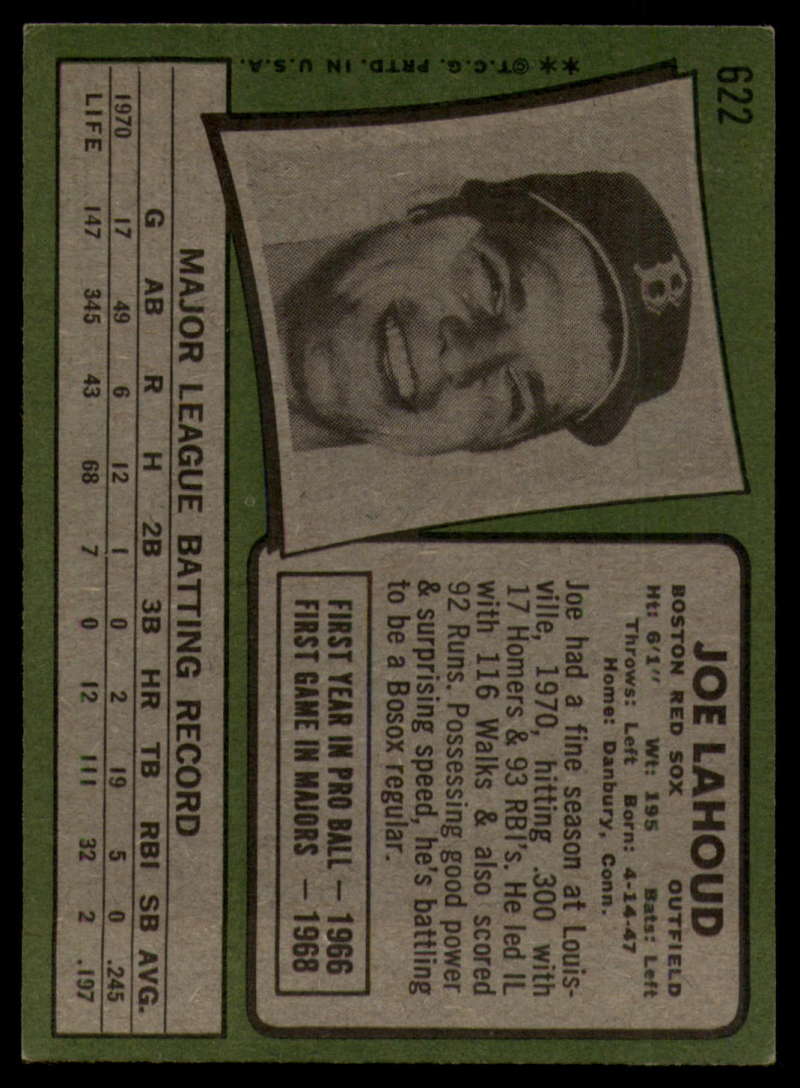 622
**©T.C.G. PRTD. IN U.S.A.
B
JOE LAHOUD
BOSTON RED SOX OUTFIELD
Ht: 6'1" Wt: 195 Bats: Left
Throws: Left Born: 4-14-47
Home: Danbury, Conn.
Joe had a fine season at Louis-
ville, 1970, hitting .300 with
17 Homers & 93 RBI's. He led IL
with 116 Walks & also scored
92 Runs. Possessing good power
& surprising speed, he's battling
to be a Bosox regular.
FIRST YEAR IN PRO BALL — 1966
FIRST GAME IN MAJORS — 1968
MAJOR LEAGUE BATTING RECORD
G AB R H 2B 3B HR TB RBI SB AVG.
1970 17 49 6 12 1 0 2 19 5 0 .245
LIFE 147 345 43 68 7 0 12 111 32 2 .197